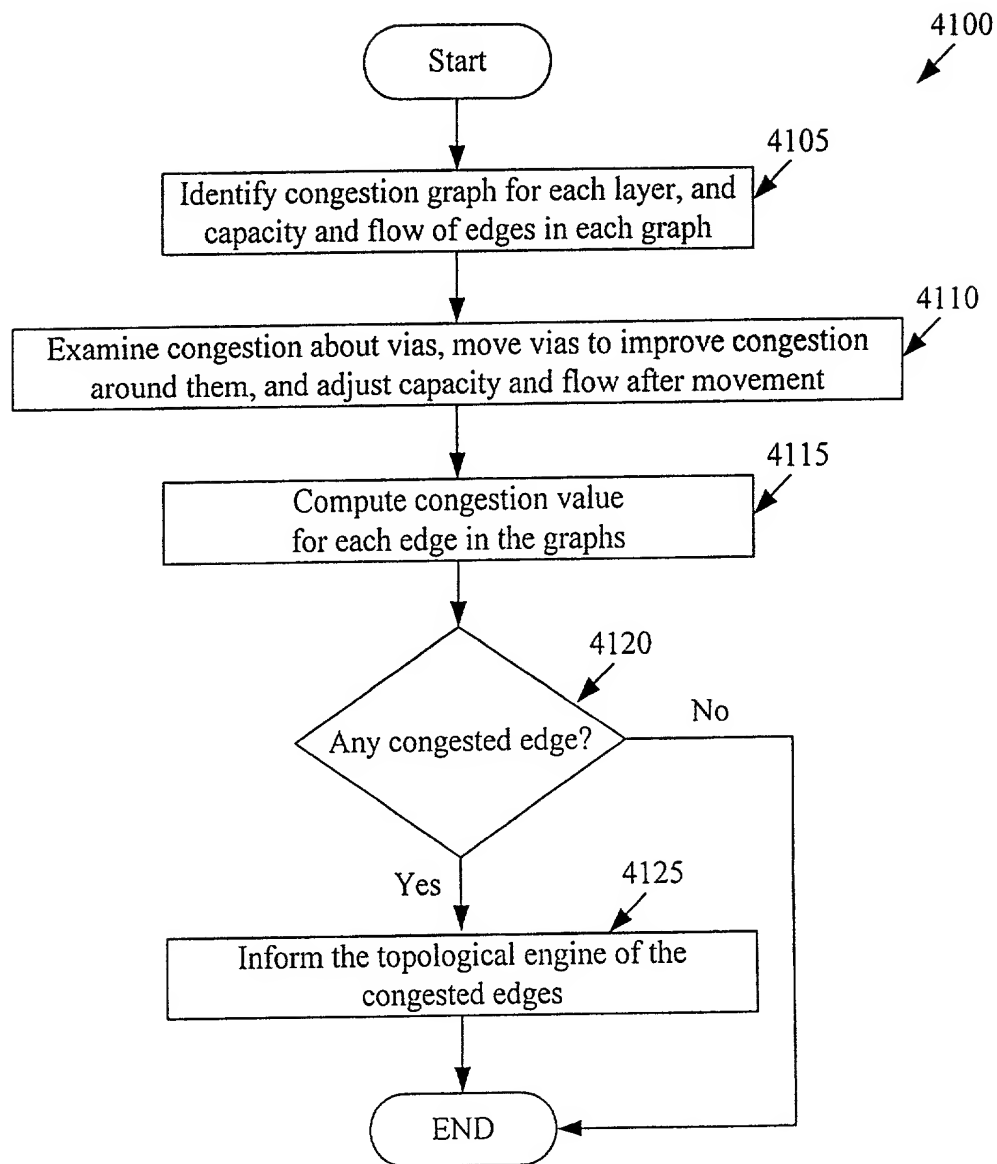 4100
Start
4105
Identify congestion graph for each layer, and
capacity and flow of edges in each graph
4110
Examine congestion about vias, move vias to improve congestion
around them, and adjust capacity and flow after movement
4115
Compute congestion value
for each edge in the graphs
4120
Any congested edge?
No
Yes
4125
Inform the topological engine of the
congested edges
END